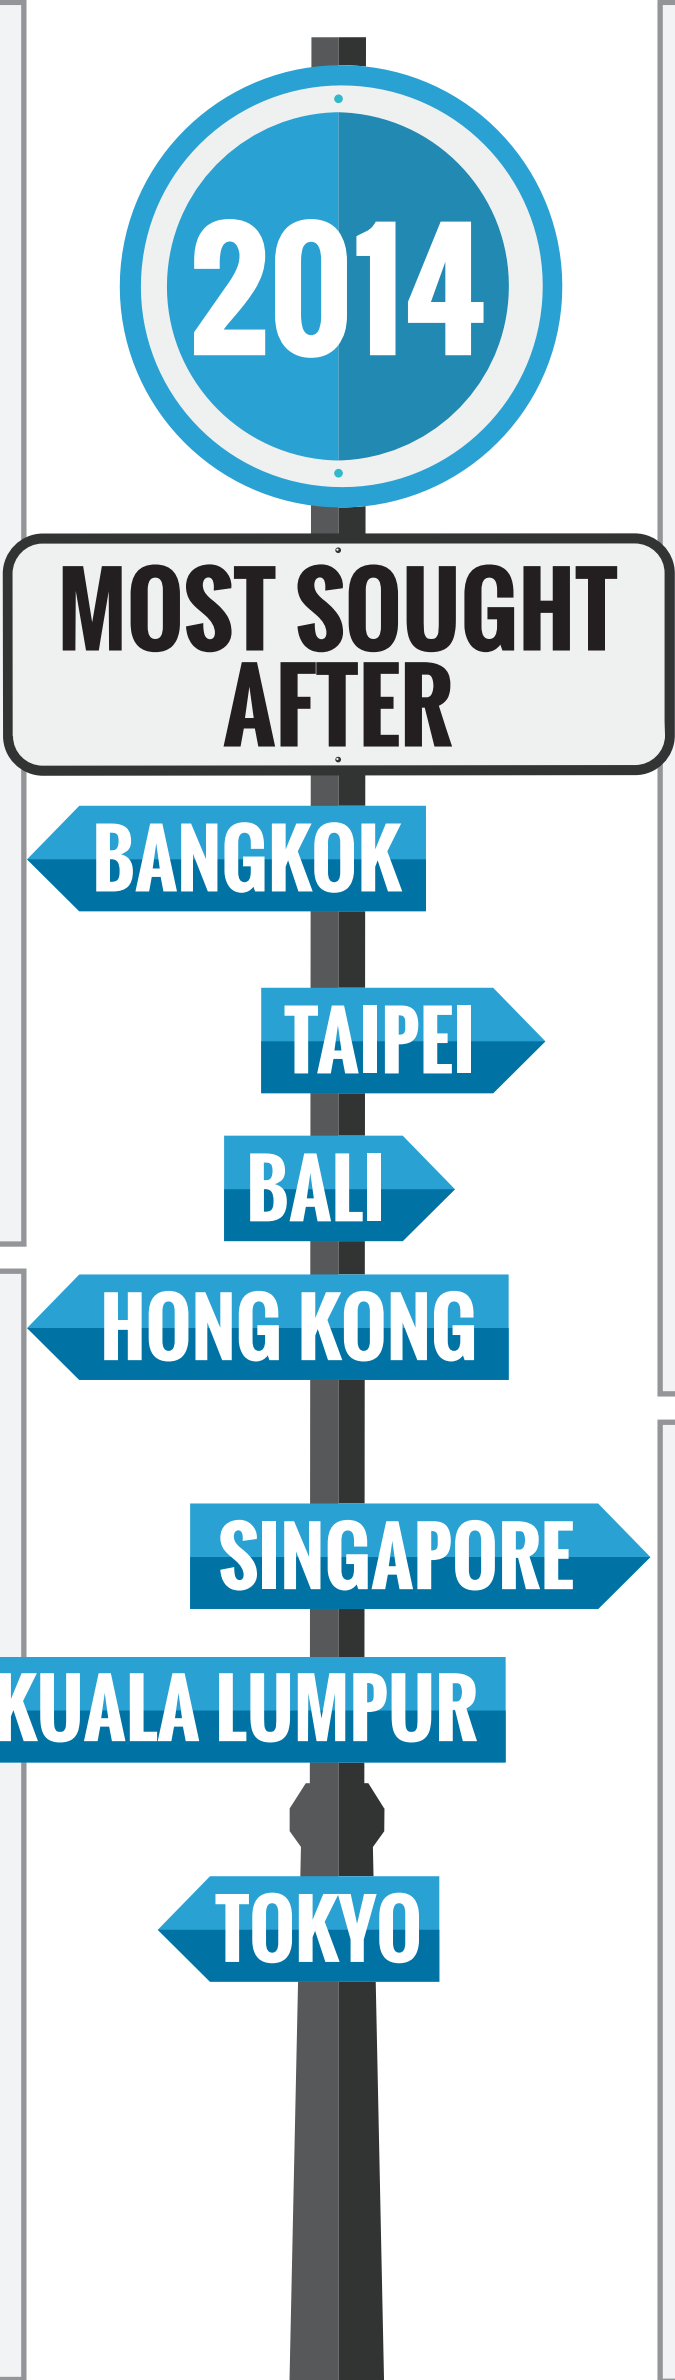 2014
MOST SOUGHT
AFTER
BANGKOK
TAIPEI
BALI
HONG KONG
SINGAPORE
KUALA LUMPUR
TOKYO